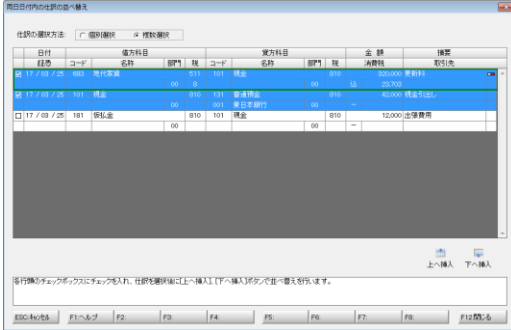 同日日付内の仕訳の並べ替え
仕訳の選択方法: 個別選択 複数選択
日付 借方科目 貸方科目 金 額 摘要
証憑 コード 名称 部門 税 コード 名称 部門 税 消費税 取引先
17 / 03 / 25 683 地代家賃 511 101 現金 810 320,000 更新料
00 8 00 込 23,703
17 / 03 / 25 101 現金 810 131 普通預金 810 42,000 現金引出し
00 001 東日本銀行 00 −
17 / 03 / 25 181 仮払金 810 101 現金 810 12,000 出張費用
00 00 −
上へ挿入 下へ挿入
各行頭のチェックボックスにチェックを入れ、仕訳を選択後に[上へ挿入]、[下へ挿入]ボタンで並べ替えを行います。
ESC:キャンセル F1:ヘルプ F2: F3: F4: F5: F6: F7: F8: F12:閉じる